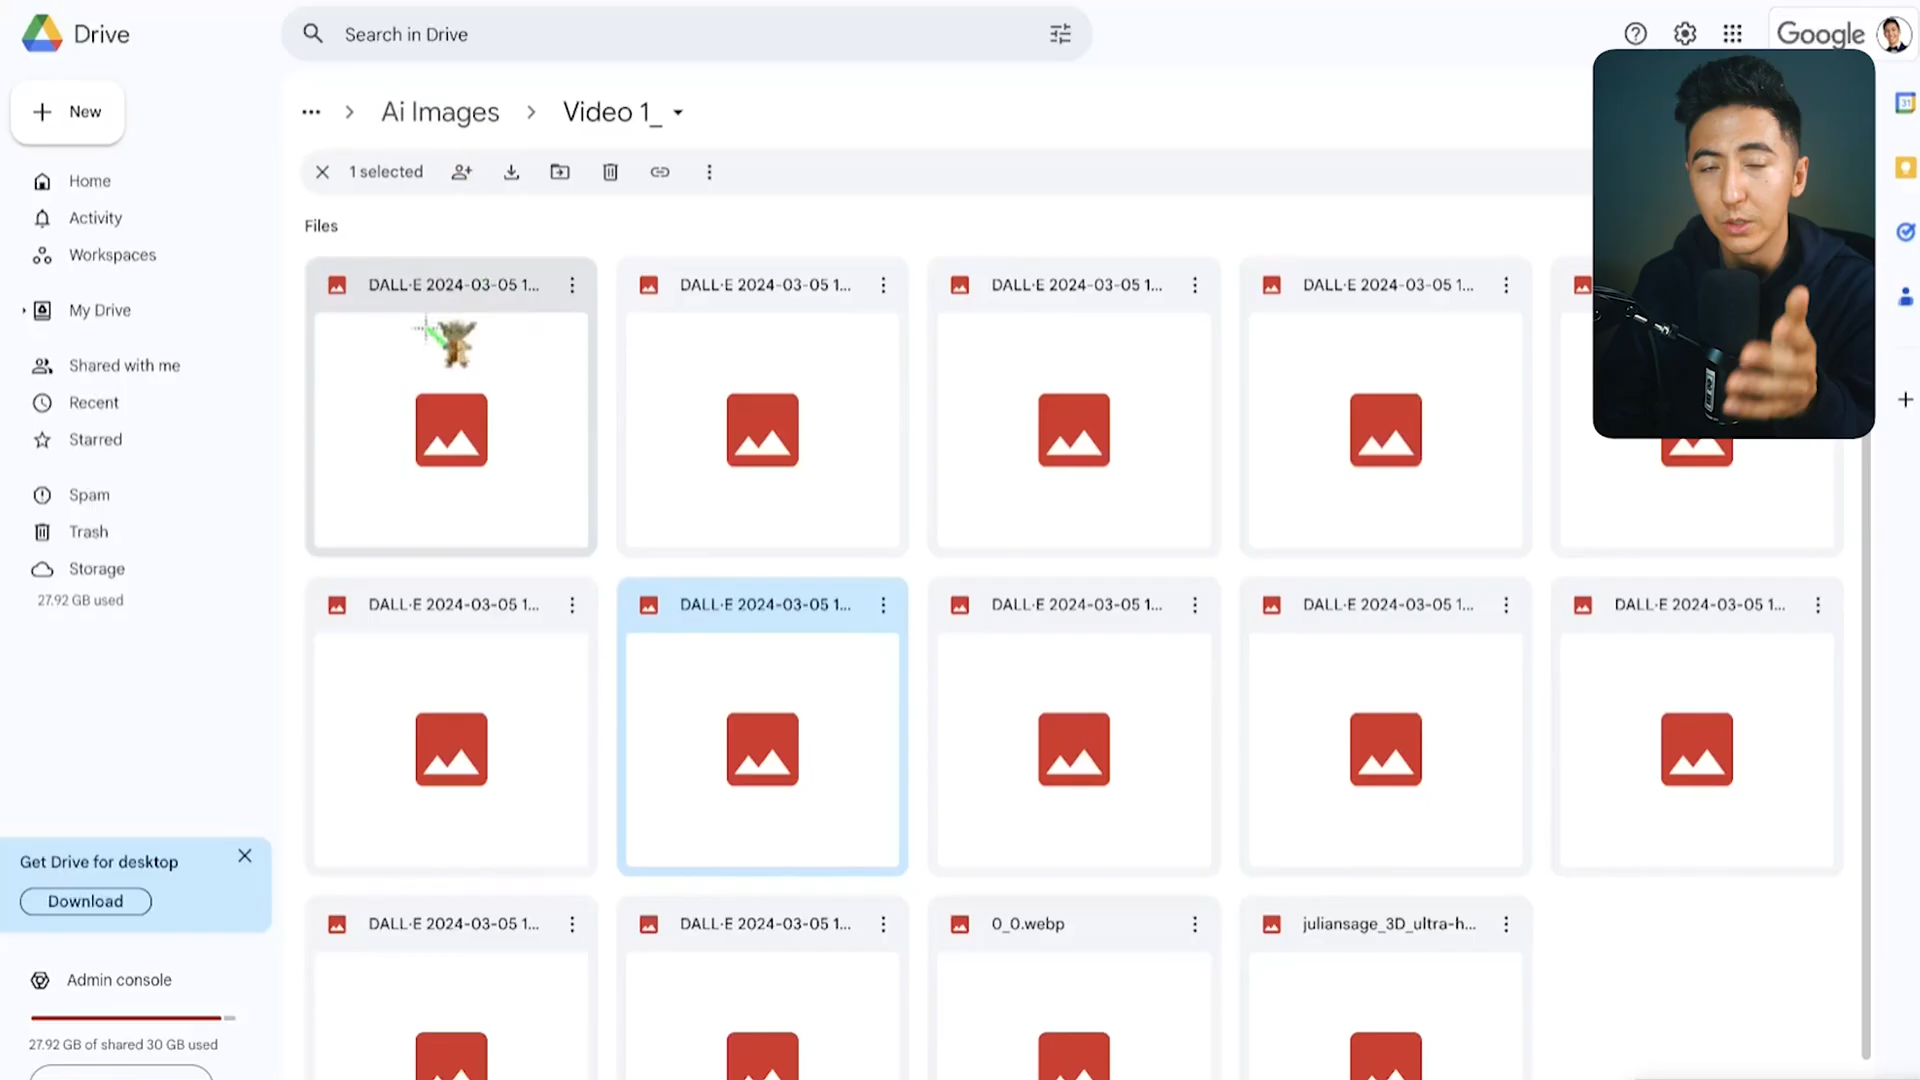 Drive
Search in Drive
Google
New
Ai Images
Video 1_
1 selected
Home
Activity
Workspaces
My Drive
Shared with me
Recent
Starred
Spam
Trash
Storage
27.92 GB used
Files
DALL·E 2024-03-05 1...
DALL·E 2024-03-05 1...
DALL·E 2024-03-05 1...
DALL·E 2024-03-05 1...
DALL·E 2024-03-05 1...
DALL·E 2024-03-05 1...
DALL·E 2024-03-05 1...
DALL·E 2024-03-05 1...
DALL·E 2024-03-05 1...
DALL·E 2024-03-05 1...
DALL·E 2024-03-05 1...
0_0.webp
juliansage_3D_ultra-h...
Get Drive for desktop
Download
Admin console
27.92 GB of shared 30 GB used
31